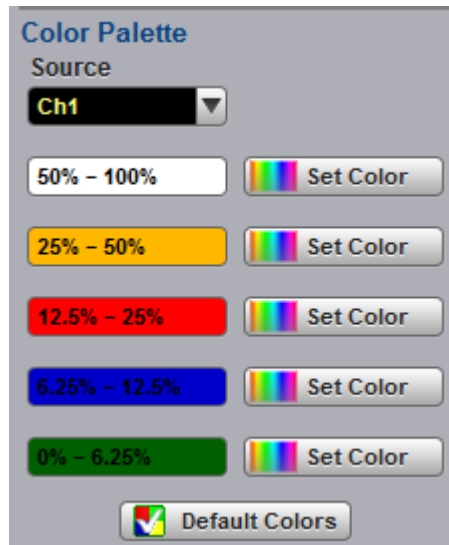 Color Palette
Source
Ch1
50% – 100% Set Color
25% – 50% Set Color
12.5% – 25% Set Color
6.25% – 12.5% Set Color
0% – 6.25% Set Color
Default Colors